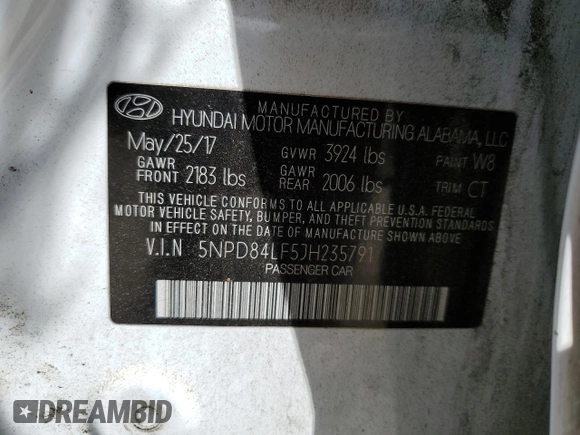 MANUFACTURED BY
HYUNDAI MOTOR MANUFACTURING ALABAMA, LLC
May/25/17 GVWR 3924 lbs PAINT W8
GAWR FRONT 2183 lbs GAWR REAR 2006 lbs TRIM CT
THIS VEHICLE CONFORMS TO ALL APPLICABLE U.S.A. FEDERAL
MOTOR VEHICLE SAFETY, BUMPER, AND THEFT PREVENTION STANDARDS
IN EFFECT ON THE DATE OF MANUFACTURE SHOWN ABOVE.
V.I.N 5NPD84LF5JH235791
PASSENGER CAR
DREAMBID